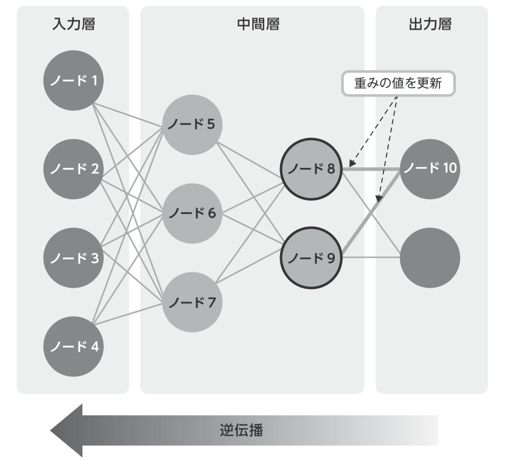 入力層
中間層
出力層
重みの値を更新
ノード 1
ノード 2
ノード 3
ノード 4
ノード 5
ノード 6
ノード 7
ノード 8
ノード 9
ノード 10
逆伝播